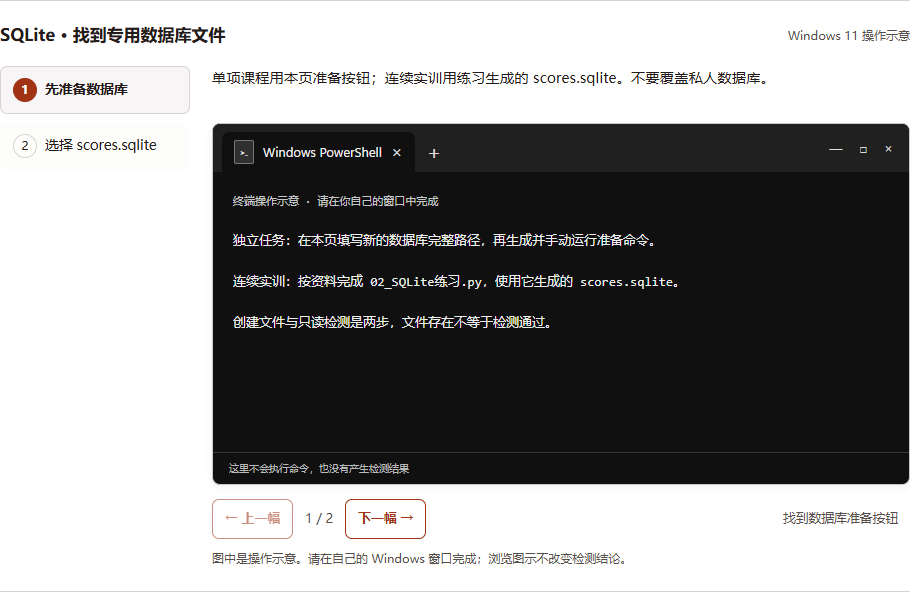 SQLite・找到专用数据库文件
Windows 11 操作示意
1 先准备数据库
2 选择 scores.sqlite
单项课程用本页准备按钮；连续实训用练习生成的 scores.sqlite。不要覆盖私人数据库。
Windows PowerShell
终端操作示意 · 请在你自己的窗口中完成
独立任务：在本页填写新的数据库完整路径，再生成并手动运行准备命令。
连续实训：按资料完成 02_SQLite练习.py，使用它生成的 scores.sqlite。
创建文件与只读检测是两步，文件存在不等于检测通过。
这里不会执行命令，也没有产生检测结果
← 上一幅 1 / 2 下一幅 →
找到数据库准备按钮
图中是操作示意。请在自己的 Windows 窗口完成；浏览图示不改变检测结论。